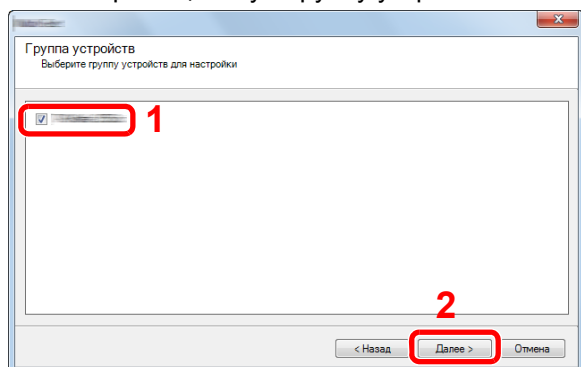 Группа устройств
Выберите группу устройств для настройки
1
2
< Назад
Далее >
Отмена